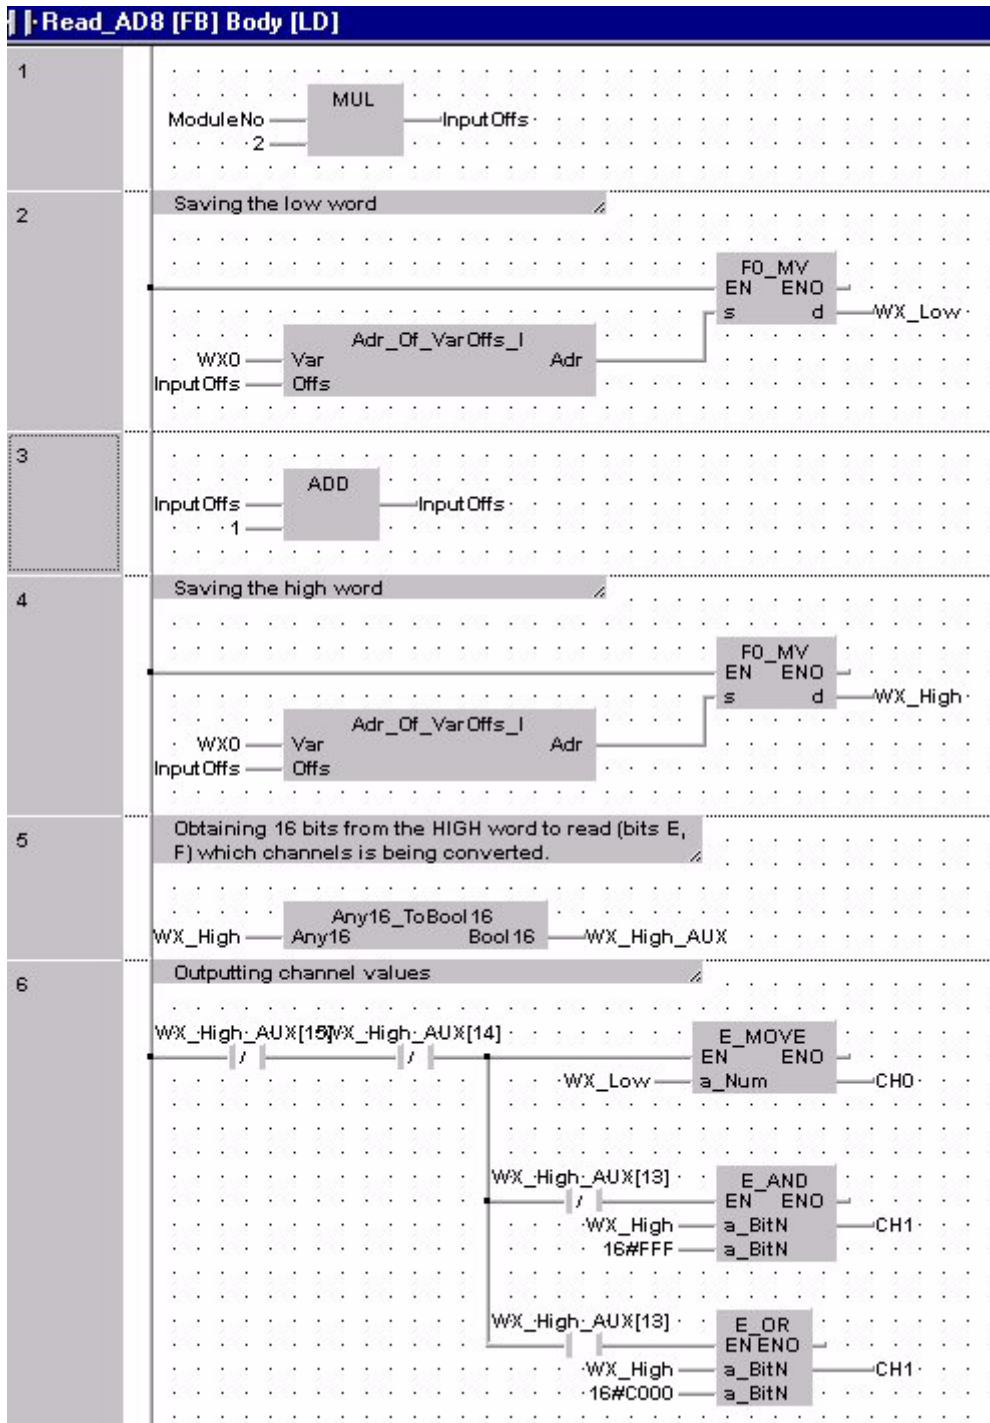 Read_AD8 [FB] Body [LD]
1
MUL
ModuleNo
InputOffs
2
2
Saving the low word
F0_MV
EN ENO
s d WX_Low
Adr_Of_VarOffs_I
WX0 Var Adr
InputOffs Offs
3
ADD
InputOffs InputOffs
1
4
Saving the high word
F0_MV
EN ENO
s d WX_High
Adr_Of_VarOffs_I
WX0 Var Adr
InputOffs Offs
5
Obtaining 16 bits from the HIGH word to read (bits E,
F) which channels is being converted.
Any16_ToBool16
WX_High Any16 Bool16 WX_High_AUX
6
Outputting channel values
WX_High_AUX[15] WX_High_AUX[14]
E_MOVE
EN ENO
WX_Low a_Num CH0
WX_High_AUX[13]
E_AND
EN ENO
WX_High a_BitN CH1
16#FFF a_BitN
WX_High_AUX[13]
E_OR
EN ENO
WX_High a_BitN CH1
16#C000 a_BitN